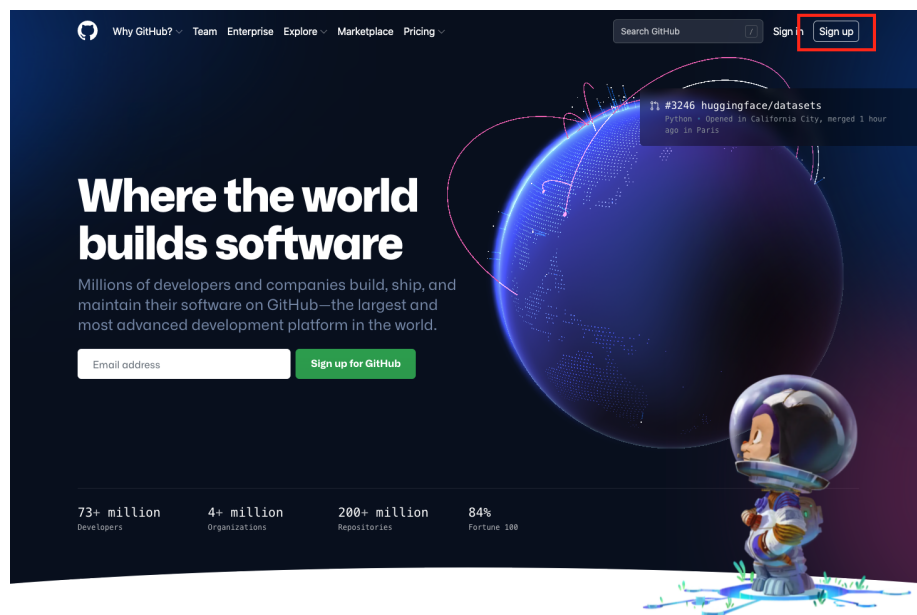 Why GitHub? Team Enterprise Explore Marketplace Pricing Search GitHub / Sign in Sign up
#3246 huggingface/datasets
Python · Opened in California City, merged 1 hour
ago in Paris
Where the world
builds software
Millions of developers and companies build, ship, and
maintain their software on GitHub—the largest and
most advanced development platform in the world.
Email address Sign up for GitHub
73+ million 4+ million 200+ million 84%
Developers Organizations Repositories Fortune 100